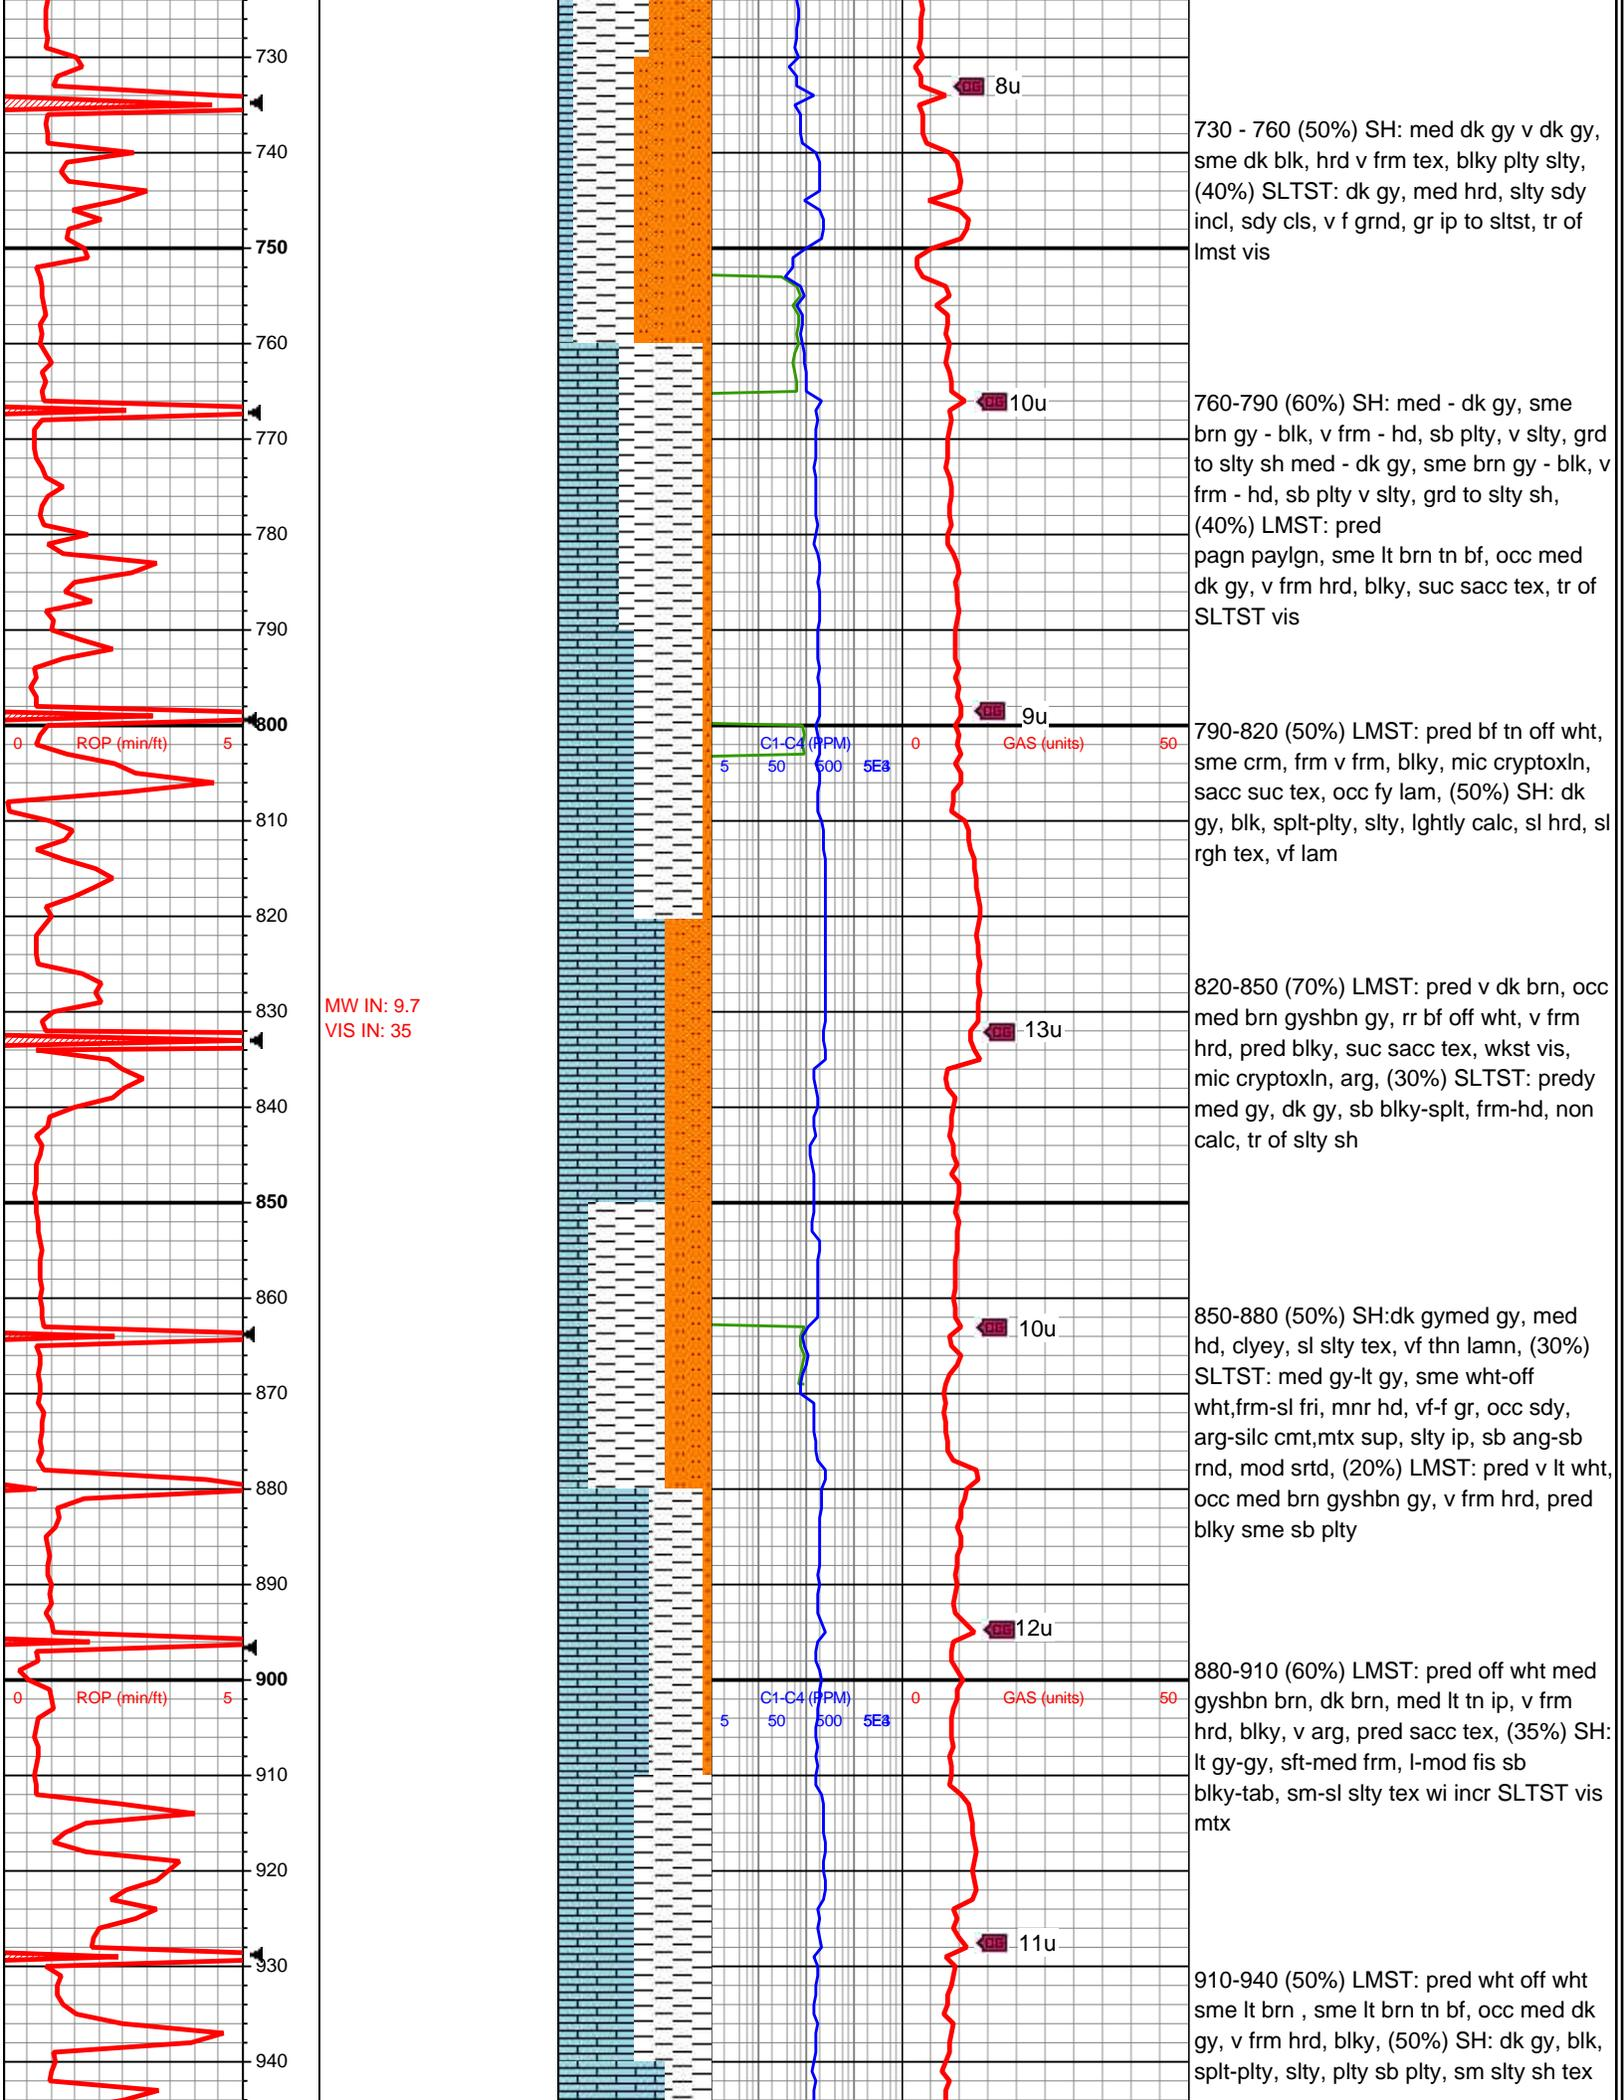 730
740
750
760
770
780
790
800
810
820
830
840
850
860
870
880
890
900
910
920
930
940
0 ROP (min/ft) 5
0 ROP (min/ft) 5
MW IN: 9.7
VIS IN: 35
C1-C4 (PPM)
5 50 500 5E3 5E4
C1-C4 (PPM)
5 50 500 5E3 5E4
0 GAS (units) 50
0 GAS (units) 50
CG 8u
CG 10u
CG 9u
CG 13u
CG 10u
CG 12u
CG 11u
730 - 760 (50%) SH: med dk gy v dk gy,
sme dk blk, hrd v frm tex, blky plty slty,
(40%) SLTST: dk gy, med hrd, slty sdy
incl, sdy cls, v f grnd, gr ip to sltst, tr of
lmst vis
760-790 (60%) SH: med - dk gy, sme
brn gy - blk, v frm - hd, sb plty, v slty, grd
to slty sh med - dk gy, sme brn gy - blk, v
frm - hd, sb plty v slty, grd to slty sh,
(40%) LMST: pred
pagn paylgn, sme lt brn tn bf, occ med
dk gy, v frm hrd, blky, suc sacc tex, tr of
SLTST vis
790-820 (50%) LMST: pred bf tn off wht,
sme crm, frm v frm, blky, mic cryptoxln,
sacc suc tex, occ fy lam, (50%) SH: dk
gy, blk, splt-plty, slty, lghtly calc, sl hrd, sl
rgh tex, vf lam
820-850 (70%) LMST: pred v dk brn, occ
med brn gyshbn gy, rr bf off wht, v frm
hrd, pred blky, suc sacc tex, wkst vis,
mic cryptoxln, arg, (30%) SLTST: predy
med gy, dk gy, sb blky-splt, frm-hd, non
calc, tr of slty sh
850-880 (50%) SH:dk gymed gy, med
hd, clyey, sl slty tex, vf thn lamn, (30%)
SLTST: med gy-lt gy, sme wht-off
wht,frm-sl fri, mnr hd, vf-f gr, occ sdy,
arg-silc cmt,mtx sup, slty ip, sb ang-sb
rnd, mod srtd, (20%) LMST: pred v lt wht,
occ med brn gyshbn gy, v frm hrd, pred
blky sme sb plty
880-910 (60%) LMST: pred off wht med
gyshbn brn, dk brn, med lt tn ip, v frm
hrd, blky, v arg, pred sacc tex, (35%) SH:
lt gy-gy, sft-med frm, l-mod fis sb
blky-tab, sm-sl slty tex wi incr SLTST vis
mtx
910-940 (50%) LMST: pred wht off wht
sme lt brn , sme lt brn tn bf, occ med dk
gy, v frm hrd, blky, (50%) SH: dk gy, blk,
splt-plty, slty, plty sb plty, sm slty sh tex